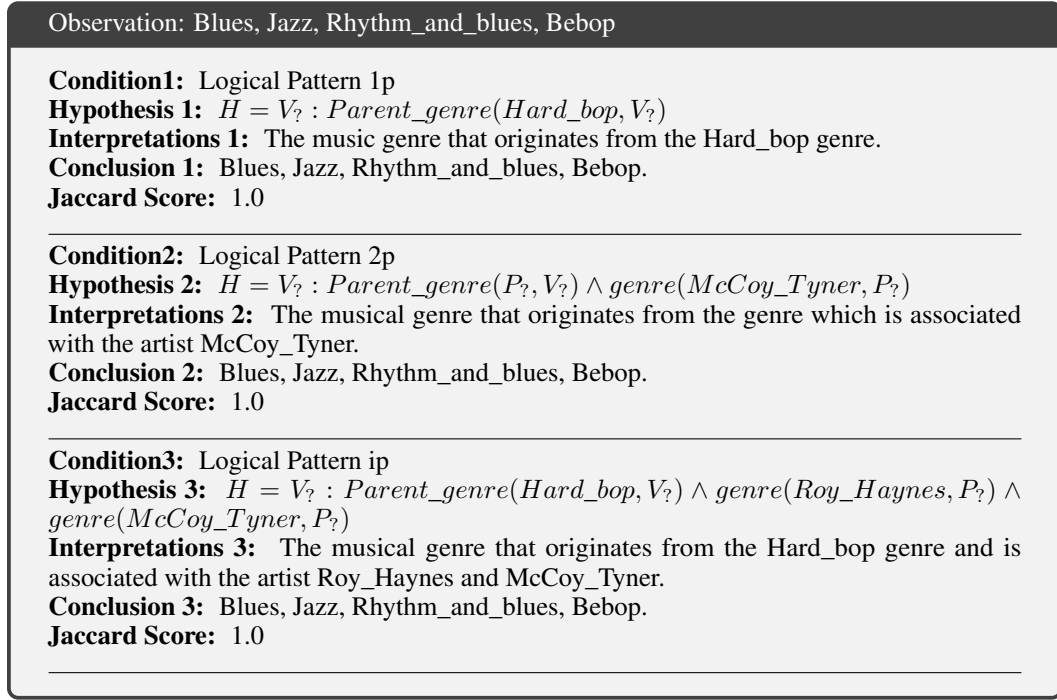 Observation: Blues, Jazz, Rhythm_and_blues, Bebop
Condition1: Logical Pattern 1p
Hypothesis 1: H = V? : Parent_genre(Hard_bop, V?)
Interpretations 1: The music genre that originates from the Hard_bop genre.
Conclusion 1: Blues, Jazz, Rhythm_and_blues, Bebop.
Jaccard Score: 1.0
Condition2: Logical Pattern 2p
Hypothesis 2: H = V? : Parent_genre(P?, V?) ∧ genre(McCoy_Tyner, P?)
Interpretations 2: The musical genre that originates from the genre which is associated
with the artist McCoy_Tyner.
Conclusion 2: Blues, Jazz, Rhythm_and_blues, Bebop.
Jaccard Score: 1.0
Condition3: Logical Pattern ip
Hypothesis 3: H = V? : Parent_genre(Hard_bop, V?) ∧ genre(Roy_Haynes, P?) ∧
genre(McCoy_Tyner, P?)
Interpretations 3: The musical genre that originates from the Hard_bop genre and is
associated with the artist Roy_Haynes and McCoy_Tyner.
Conclusion 3: Blues, Jazz, Rhythm_and_blues, Bebop.
Jaccard Score: 1.0